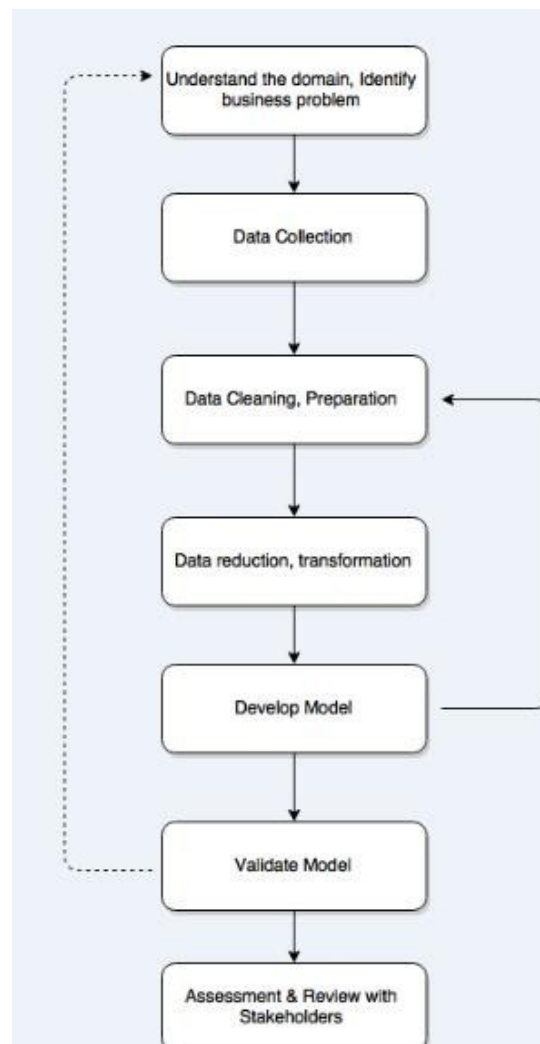 Understand the domain, Identify
business problem
Data Collection
Data Cleaning, Preparation
Data reduction, transformation
Develop Model
Validate Model
Assessment & Review with
Stakeholders